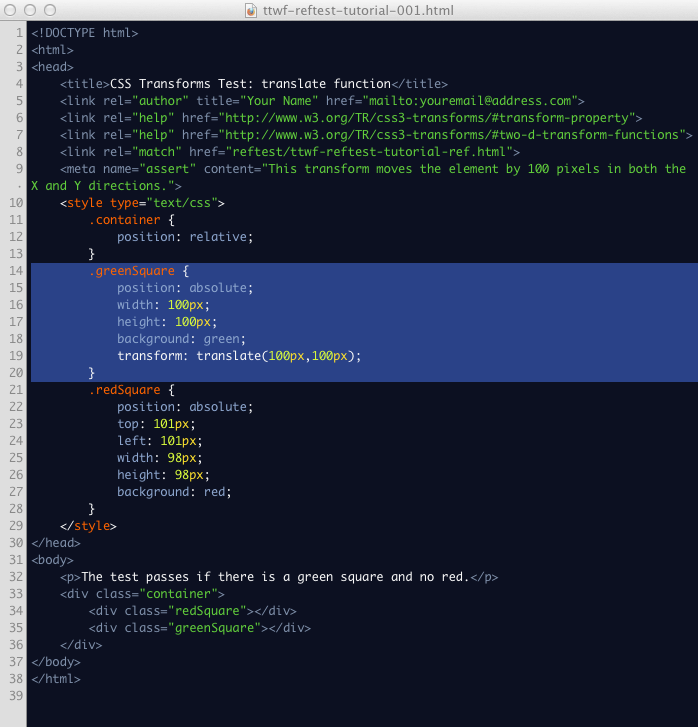 ttwf-reftest-tutorial-001.html
1 <!DOCTYPE html>
2 <html>
3 <head>
4     <title>CSS Transforms Test: translate function</title>
5     <link rel="author" title="Your Name" href="mailto:youremail@address.com">
6     <link rel="help" href="http://www.w3.org/TR/css3-transforms/#transform-property">
7     <link rel="help" href="http://www.w3.org/TR/css3-transforms/#two-d-transform-functions">
8     <link rel="match" href="reftest/ttwf-reftest-tutorial-ref.html">
9     <meta name="assert" content="This transform moves the element by 100 pixels in both the
· X and Y directions.">
10     <style type="text/css">
11         .container {
12             position: relative;
13         }
14         .greenSquare {
15             position: absolute;
16             width: 100px;
17             height: 100px;
18             background: green;
19             transform: translate(100px,100px);
20         }
21         .redSquare {
22             position: absolute;
23             top: 101px;
24             left: 101px;
25             width: 98px;
26             height: 98px;
27             background: red;
28         }
29     </style>
30 </head>
31 <body>
32     <p>The test passes if there is a green square and no red.</p>
33     <div class="container">
34         <div class="redSquare"></div>
35         <div class="greenSquare"></div>
36     </div>
37 </body>
38 </html>
39